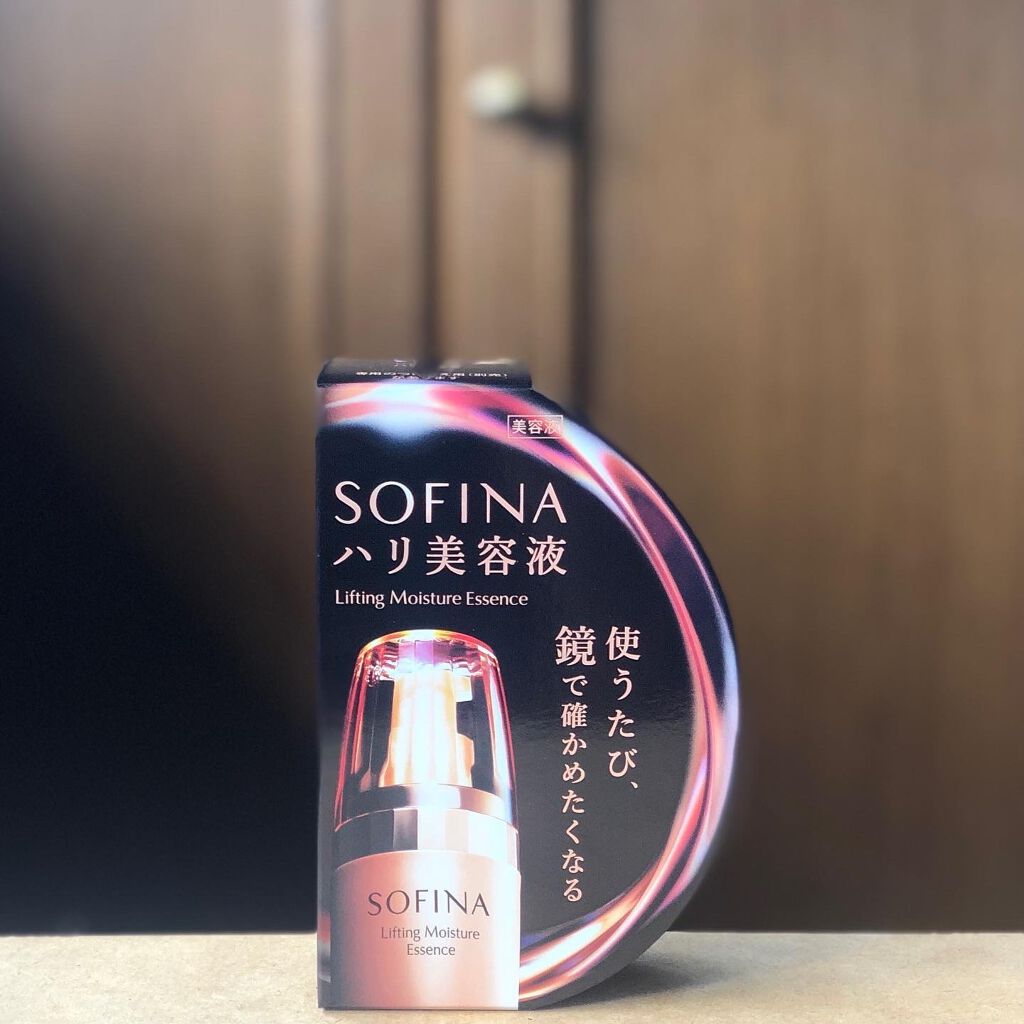 美容液
SOFINA
ハリ美容液
Lifting Moisture Essence
使うたび、
鏡で確かめたくなる
SOFINA
Lifting Moisture
Essence